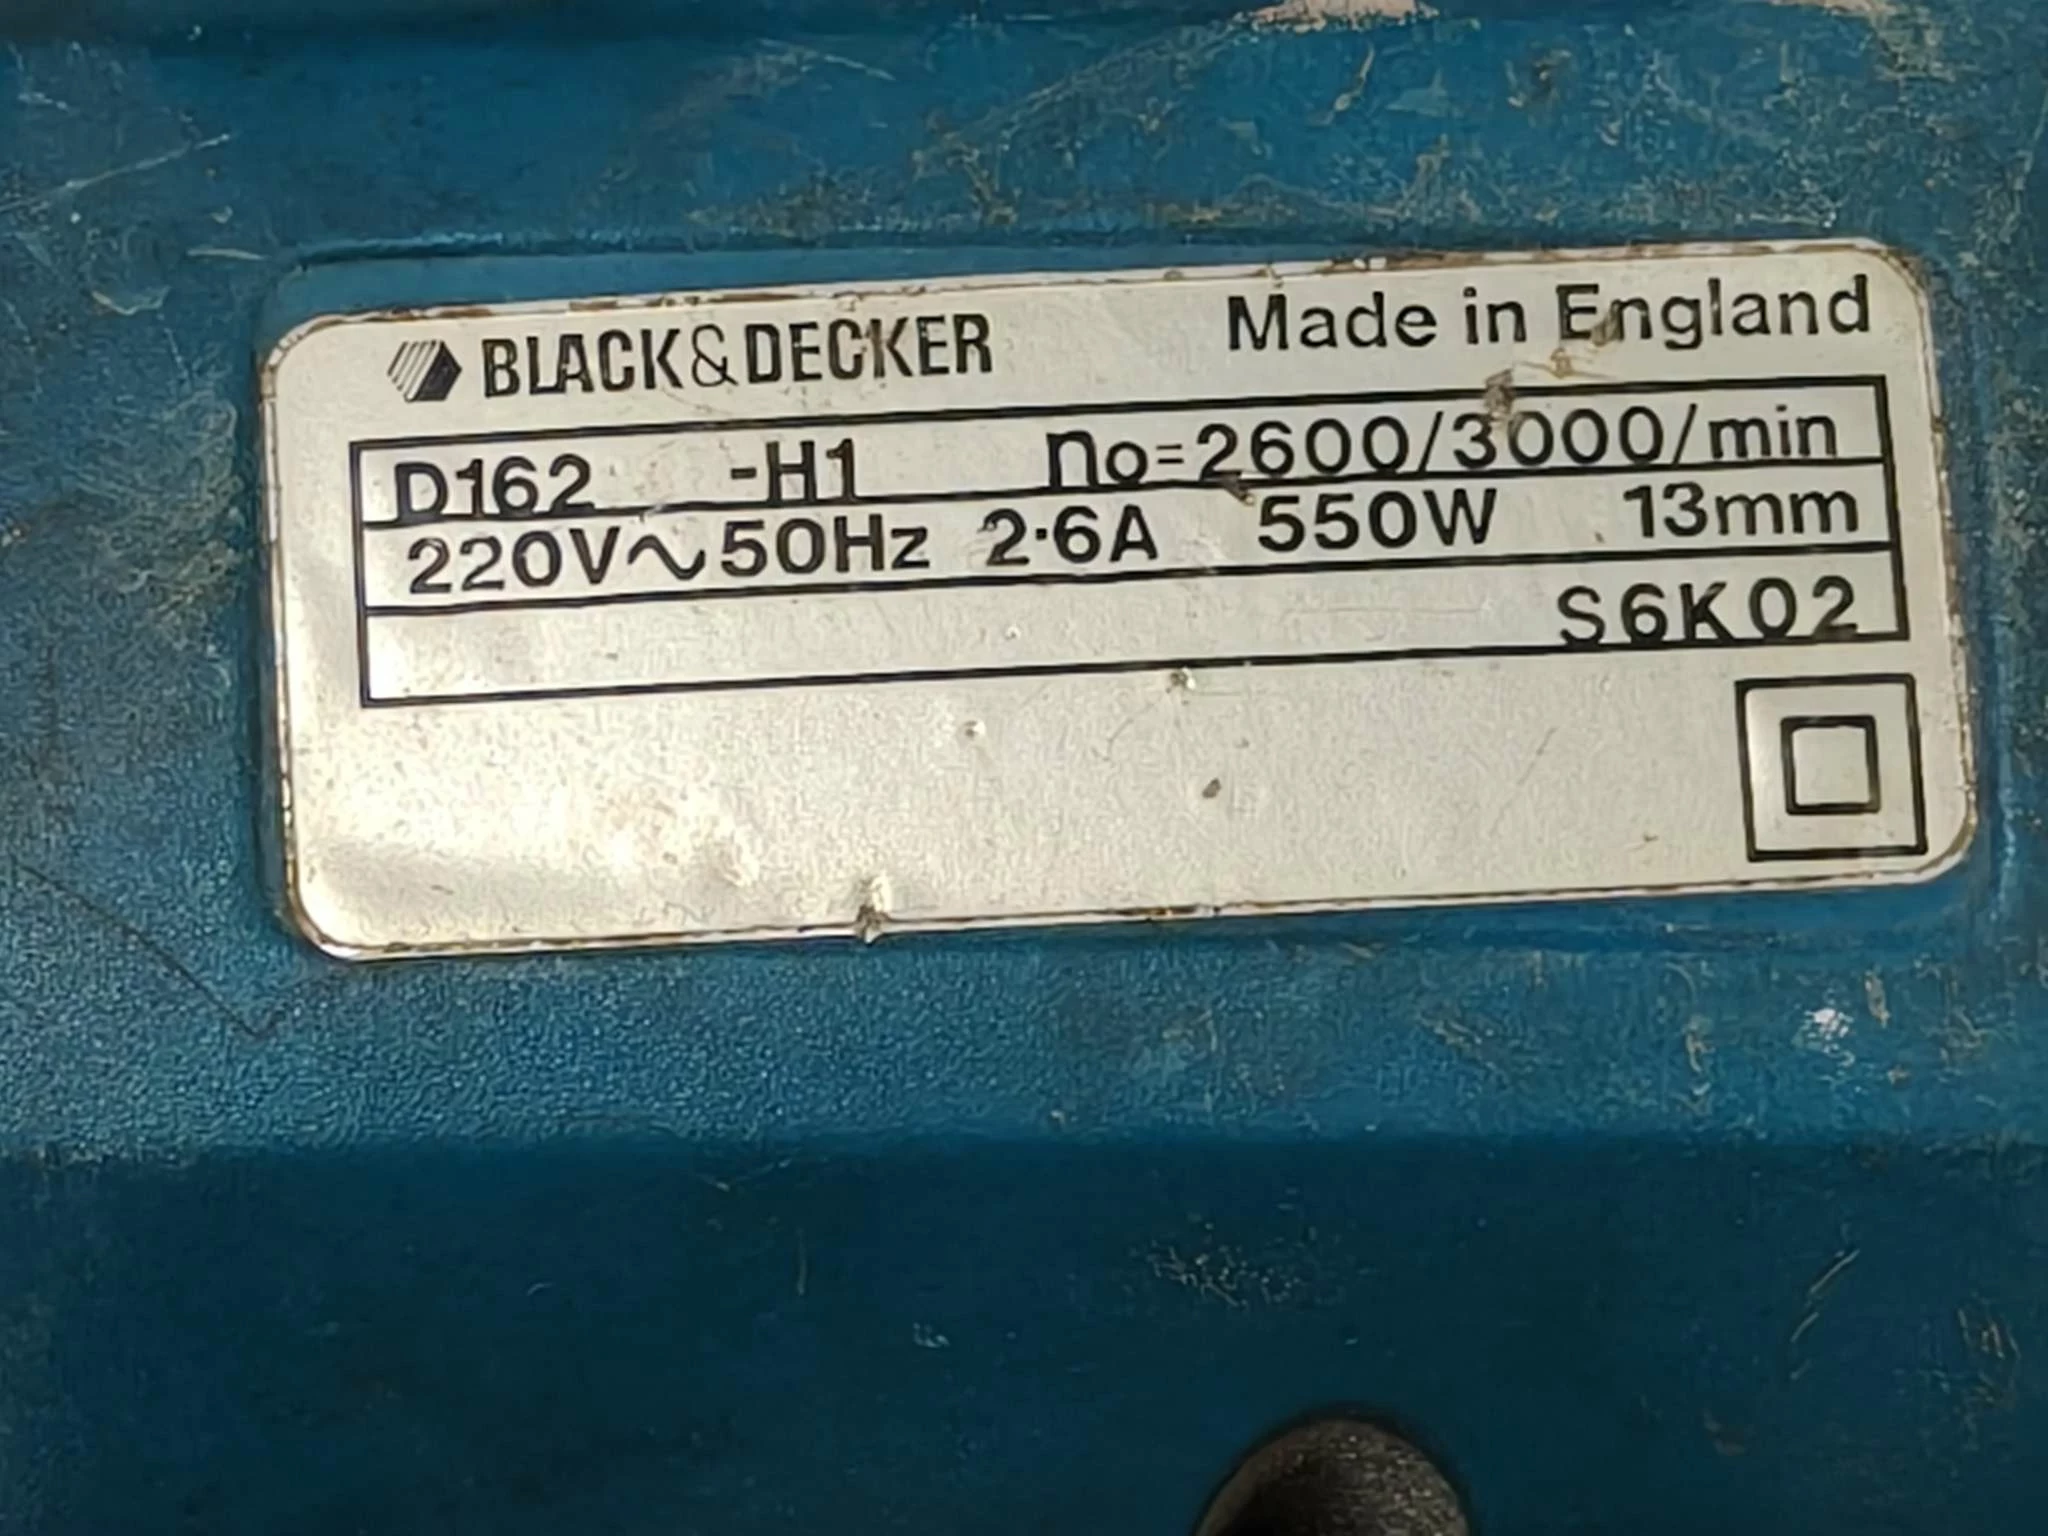 BLACK&DECKER Made in England
D162 -H1 no=2600/3000/min
220V~50Hz 2·6A 550W 13mm
S6K02